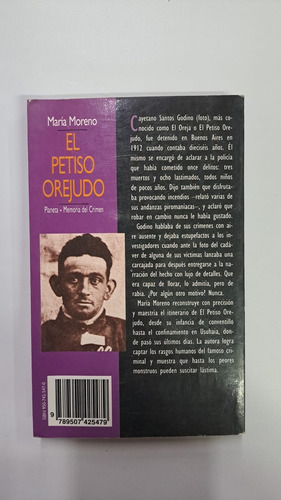 María Moreno
EL
PETISO
OREJUDO
Planeta • Memoria del Crimen
Cayetano Santos Godino (foto), más co-
nocido como El Oreja o El Petiso Ore-
judo, fue detenido en Buenos Aires en
1912 cuando contaba dieciséis años. Él
mismo se encargó de aclarar a la policía
que había cometido once delitos: tres
muertos y ocho lastimados, todos niños
de pocos años. Dijo también que disfruta-
ba provocando incendios —relató varias de
sus andanzas piromaníacas—, y aclaró que
robar en cambio nunca le había gustado.
Godino hablaba de sus crímenes con ai-
re ausente y dejaba estupefactos a los in-
vestigadores cuando ante la foto del cadá-
ver de alguna de sus víctimas lanzaba una
carcajada para después entregarse a la na-
rración del hecho con lujo de detalles. Que
era capaz de llorar, lo admitía, pero de
rabia. ¿Por algún otro motivo? Nunca.
María Moreno reconstruye con precisión
y maestría el itinerario de El Petiso Ore-
judo, desde su infancia de conventillo
hasta el confinamiento en Ushuaia, don-
de pasó sus últimos días. La autora logra
captar los rasgos humanos del famoso cri-
minal y muestra que hasta los peores
monstruos pueden suscitar lástima.
ISBN 950-742-547-0
9 789507 425479